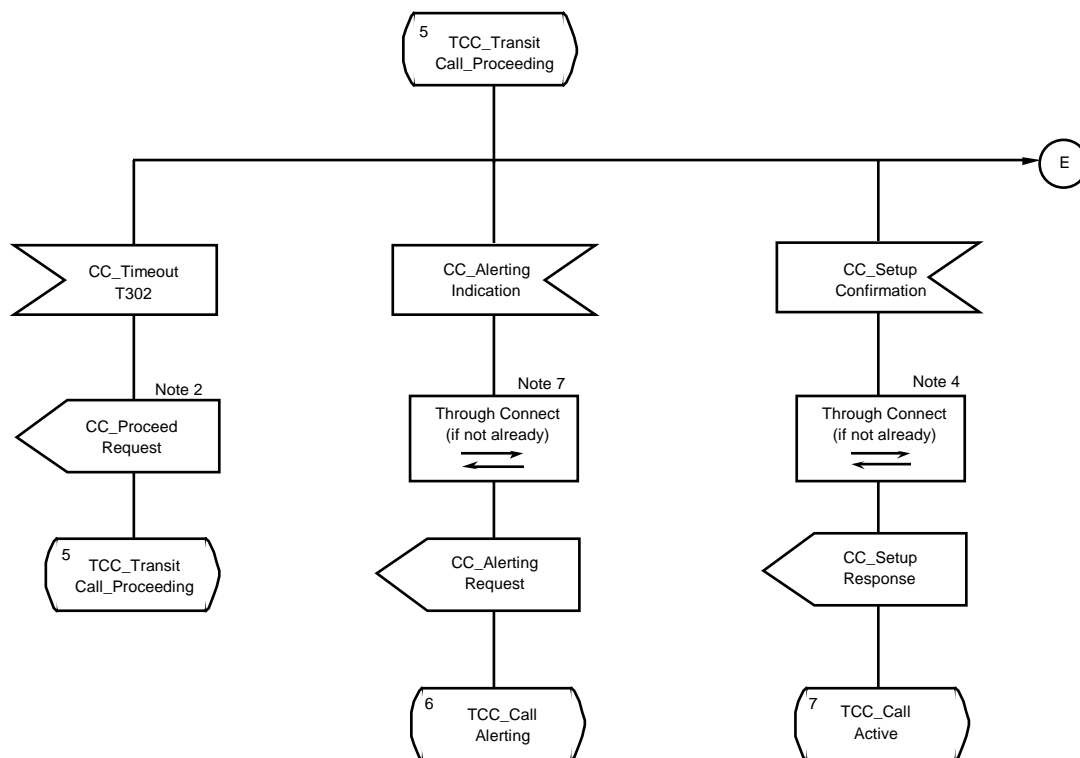 5
TCC_Transit
Call_Proceeding
E
CC_Timeout
T302
CC_Alerting
Indication
CC_Setup
Confirmation
Note 2
Note 7
Note 4
CC_Proceed
Request
Through Connect
(if not already)
Through Connect
(if not already)
5
TCC_Transit
Call_Proceeding
CC_Alerting
Request
CC_Setup
Response
6
TCC_Call
Alerting
7
TCC_Call
Active